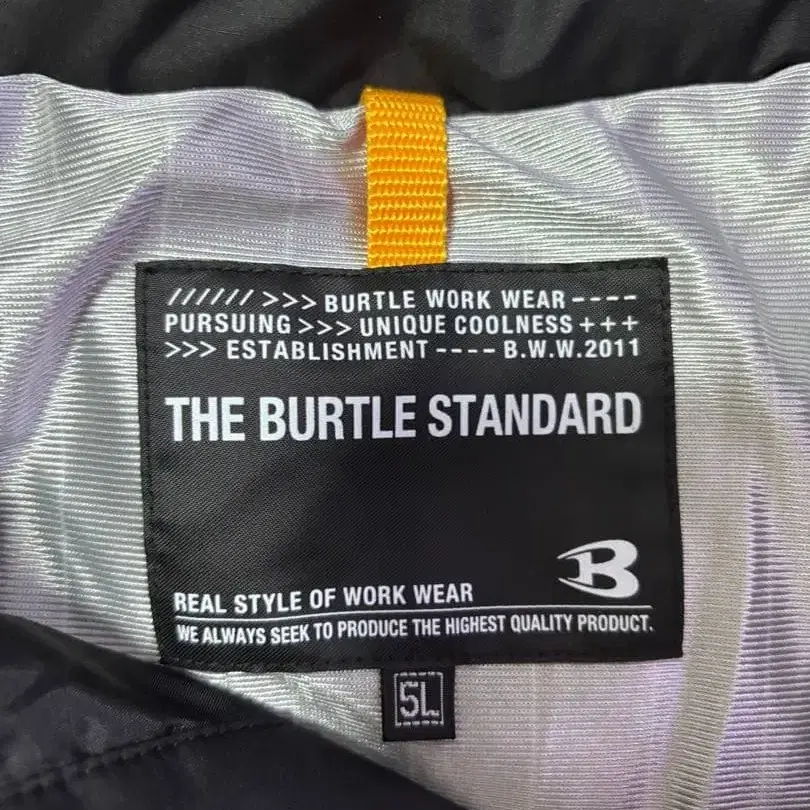 ////// >>> BURTLE WORK WEAR ----
PURSUING >>> UNIQUE COOLNESS +++
>>> ESTABLISHMENT ---- B.W.W.2011
THE BURTLE STANDARD
B
REAL STYLE OF WORK WEAR
WE ALWAYS SEEK TO PRODUCE THE HIGHEST QUALITY PRODUCT.
5L